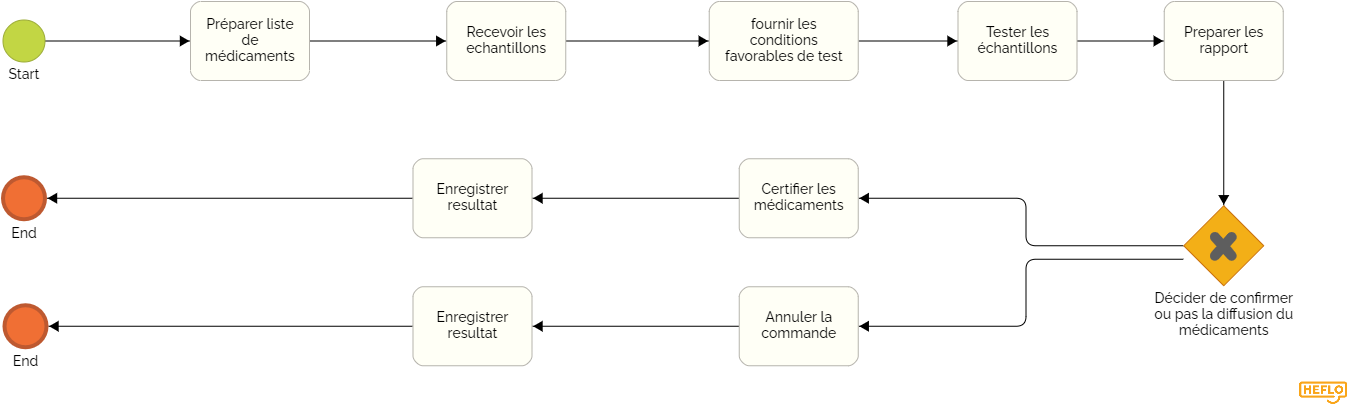 Start
Préparer liste
de
médicaments
Recevoir les
echantillons
fournir les
conditions
favorables de test
Tester les
échantillons
Preparer les
rapport
Décider de confirmer
ou pas la diffusion du
médicaments
Certifier les
médicaments
Enregistrer
resultat
End
Annuler la
commande
Enregistrer
resultat
End
HEFLO